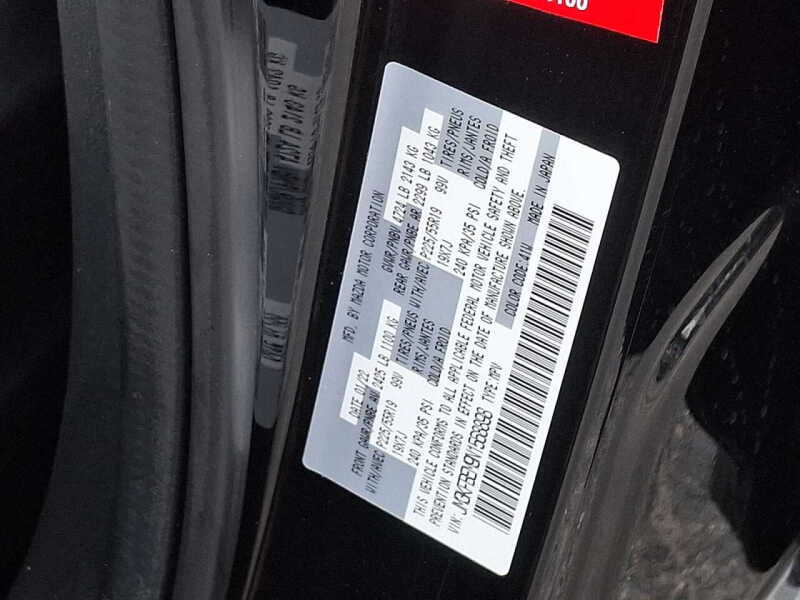 MFD. BY MAZDA MOTOR CORPORATION
DATE 01/22 GVWR/PNBV 4724 LB 2143 KG
FRONT GAWR/PNBE AV 2425 LB 1100 KG REAR GAWR/PNBE AR 2299 LB 1043 KG
WITH/AVEC P225/55R19 99V TIRES/PNEUS WITH/AVEC P225/55R19 99V TIRES/PNEUS
19X7J RIMS/JANTES 19X7J RIMS/JANTES
240 KPA/35 PSI COLD/A FROID 240 KPA/35 PSI COLD/A FROID
THIS VEHICLE CONFORMS TO ALL APPLICABLE FEDERAL MOTOR VEHICLE SAFETY AND THEFT
PREVENTION STANDARDS IN EFFECT ON THE DATE OF MANUFACTURE SHOWN ABOVE.
VIN: TYPE:MPV COLOR CODE:41W MADE IN JAPAN